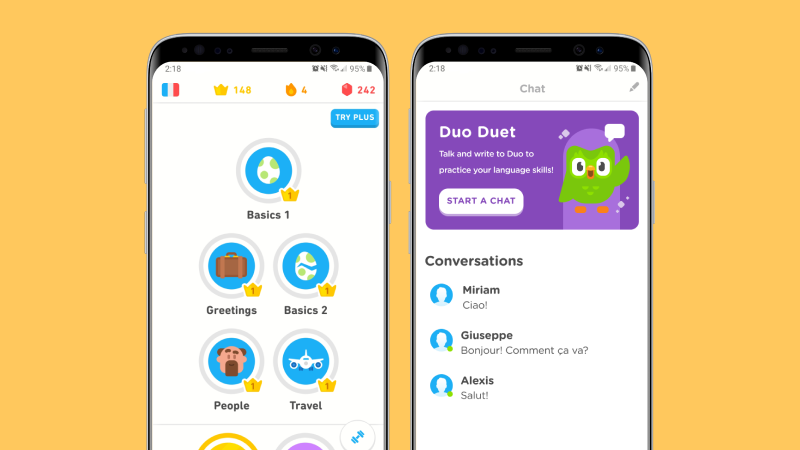 2:18
95%
148
4
242
TRY PLUS
1
Basics 1
1
1
Greetings
Basics 2
1
1
People
Travel
2:18
95%
Chat
Duo Duet
Talk and write to Duo to
practice your language skills!
START A CHAT
Conversations
Miriam
Ciao!
Giuseppe
Bonjour! Comment ça va?
Alexis
Salut!